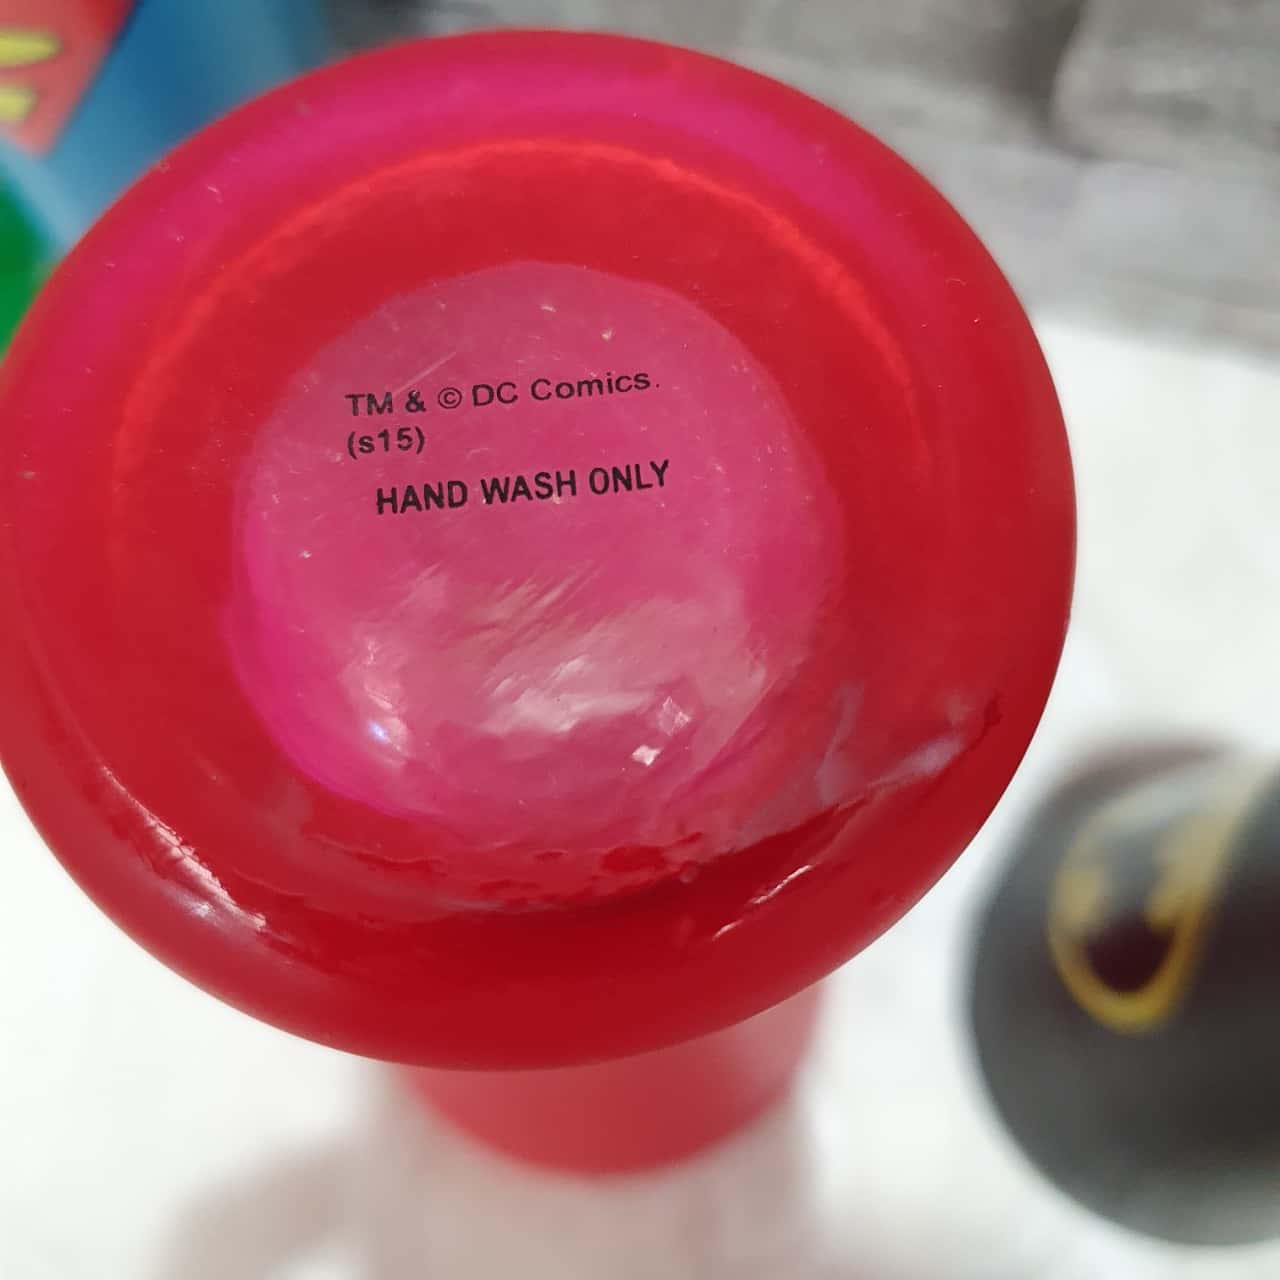 TM & © DC Comics.
(s15)
HAND WASH ONLY